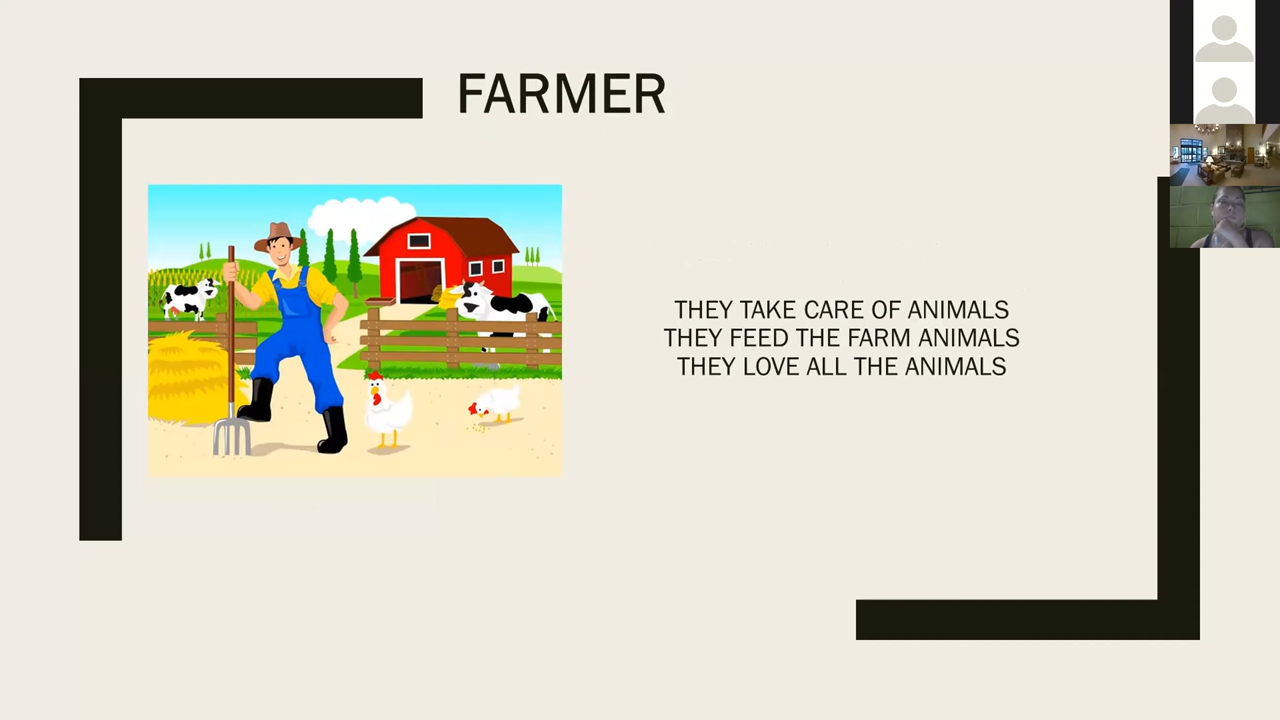 FARMER
THEY TAKE CARE OF ANIMALS
THEY FEED THE FARM ANIMALS
THEY LOVE ALL THE ANIMALS